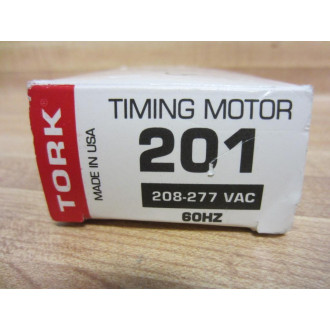 TORK
MADE IN USA
TIMING MOTOR
201
208-277 VAC
60HZ